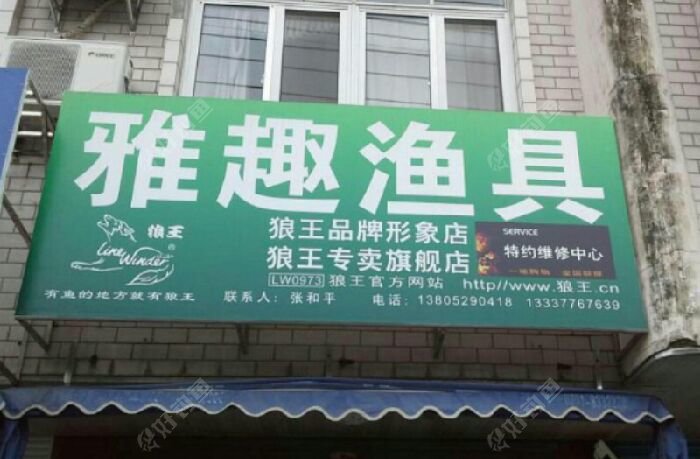 雅趣渔具
狼王
Line Winder
®
有鱼的地方就有狼王
狼王品牌形象店
狼王专卖旗舰店
SERVICE
特约维修中心
LW0973 狼王官方网站 http//www.狼王.cn
联系人：张和平 电话：13805290418 13337767639